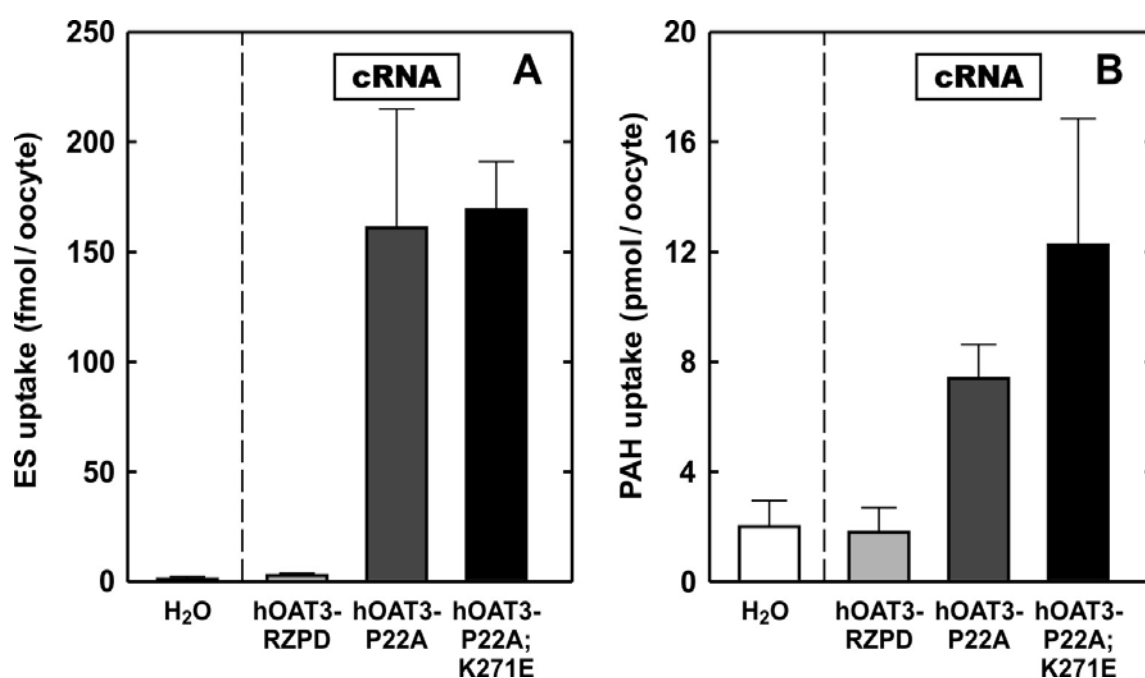 A
cRNA
ES uptake (fmol/oocyte)
250
200
150
100
50
0
H₂O
hOAT3-
RZPD
hOAT3-
P22A
hOAT3-
P22A;
K271E
B
cRNA
PAH uptake (pmol/oocyte)
20
16
12
8
4
0
H₂O
hOAT3-
RZPD
hOAT3-
P22A
hOAT3-
P22A;
K271E